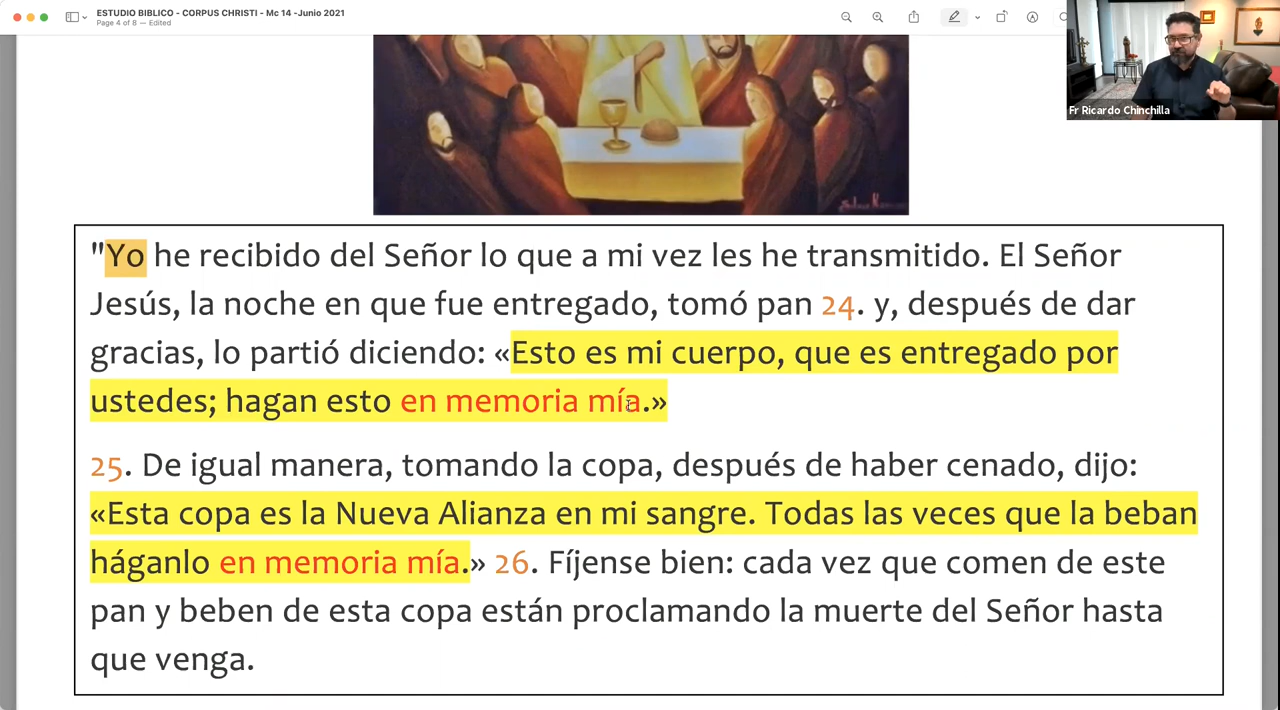 ESTUDIO BIBLICO - CORPUS CHRISTI - Mc 14 -Junio 2021
Page 4 of 8 — Edited
Fr Ricardo Chinchilla
"Yo he recibido del Señor lo que a mi vez les he transmitido. El Señor
Jesús, la noche en que fue entregado, tomó pan 24. y, después de dar
gracias, lo partió diciendo: «Esto es mi cuerpo, que es entregado por
ustedes; hagan esto en memoria mía.»
25. De igual manera, tomando la copa, después de haber cenado, dijo:
«Esta copa es la Nueva Alianza en mi sangre. Todas las veces que la beban
háganlo en memoria mía.» 26. Fíjense bien: cada vez que comen de este
pan y beben de esta copa están proclamando la muerte del Señor hasta
que venga.